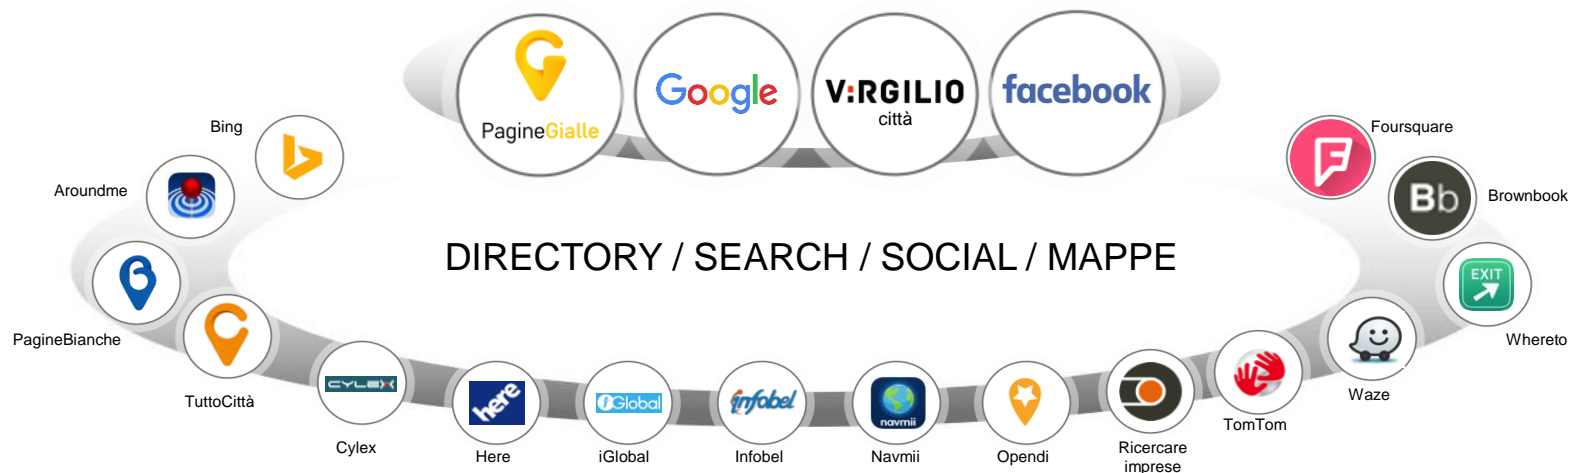 PagineGialle
Google
V:RGILIO
città
facebook
Bing
Foursquare
Aroundme
Bb
Brownbook
DIRECTORY / SEARCH / SOCIAL / MAPPE
EXIT
PagineBianche
Whereto
TuttoCittà
CYLEX
Cylex
here
Here
iGlobal
iGlobal
infobel
Infobel
navmii
Navmii
Opendi
Ricercare
imprese
TomTom
Waze